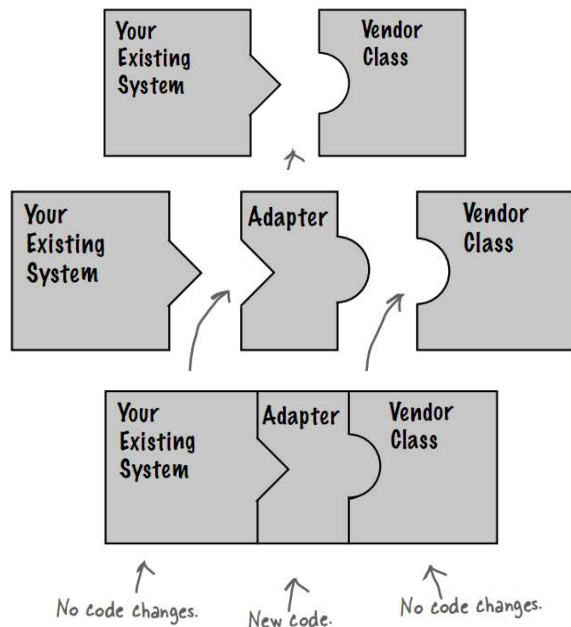 Your
Existing
System
Vendor
Class
Your
Existing
System
Adapter
Vendor
Class
Your
Existing
System
Adapter
Vendor
Class
No code changes.
New code.
No code changes.